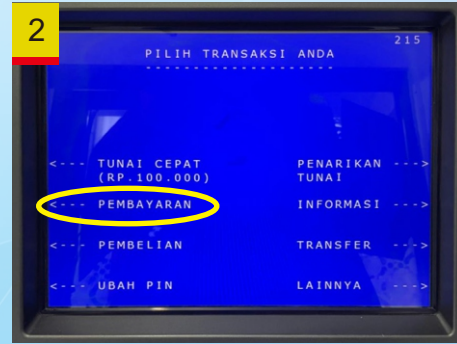 2
215
PILIH TRANSAKSI ANDA
--------------------
<--- TUNAI CEPAT PENARIKAN --->
(RP.100.000) TUNAI
<--- PEMBAYARAN INFORMASI --->
<--- PEMBELIAN TRANSFER --->
<--- UBAH PIN LAINNYA --->